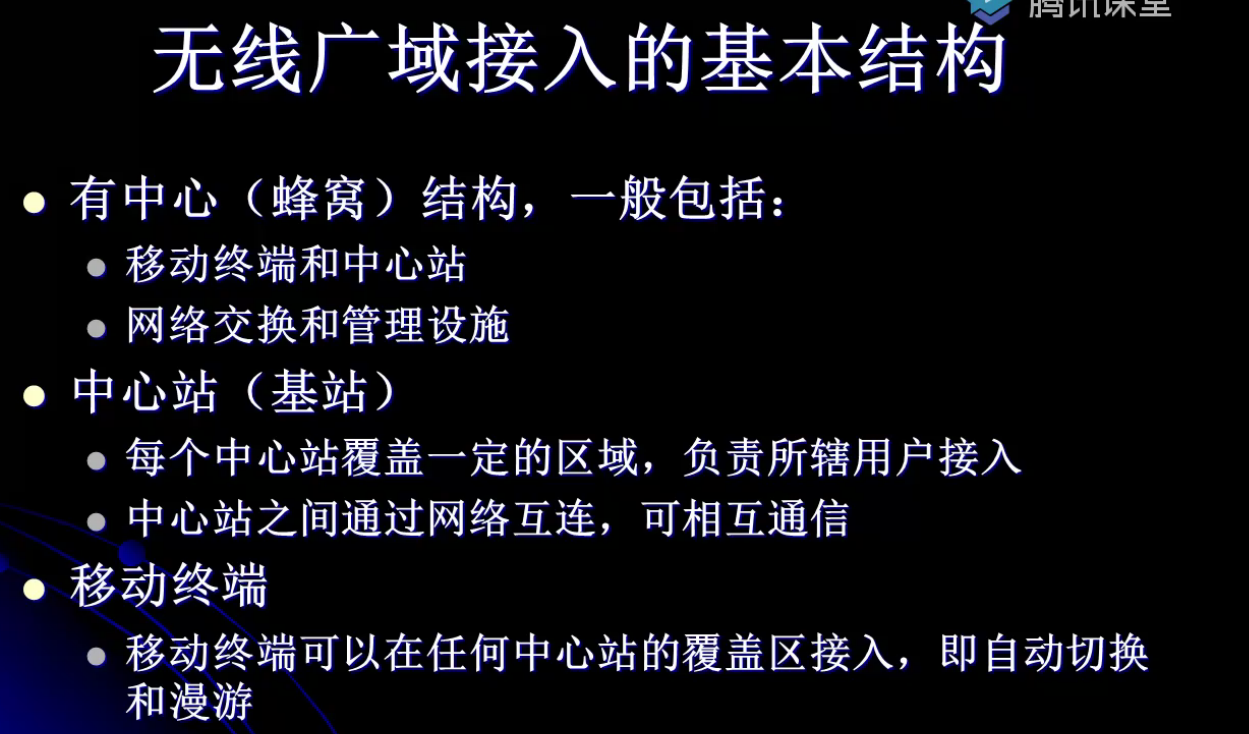 腾讯课堂
无线广域接入的基本结构
有中心（蜂窝）结构，一般包括：
移动终端和中心站
网络交换和管理设施
中心站（基站）
每个中心站覆盖一定的区域，负责所辖用户接入
中心站之间通过网络互连，可相互通信
移动终端
移动终端可以在任何中心站的覆盖区接入，即自动切换
和漫游